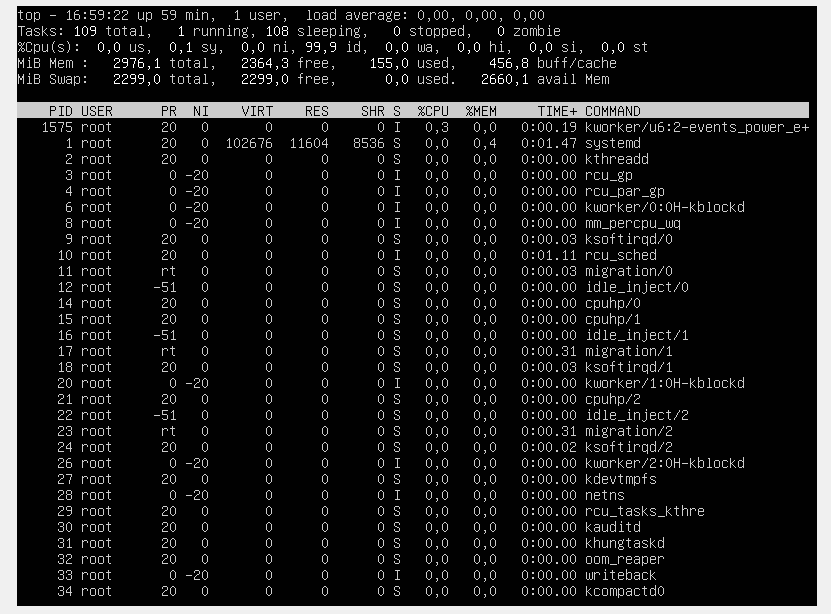 top - 16:59:22 up 59 min,  1 user,  load average: 0,00, 0,00, 0,00
Tasks: 109 total,   1 running, 108 sleeping,   0 stopped,   0 zombie
%Cpu(s):  0,0 us,  0,1 sy,  0,0 ni, 99,9 id,  0,0 wa,  0,0 hi,  0,0 si,  0,0 st
MiB Mem :   2976,1 total,   2364,3 free,    155,0 used,    456,8 buff/cache
MiB Swap:   2299,0 total,   2299,0 free,      0,0 used.   2660,1 avail Mem
PID USER      PR  NI    VIRT    RES    SHR S  %CPU  %MEM     TIME+ COMMAND
1575 root      20   0       0      0      0 I   0,3   0,0   0:00.19 kworker/u6:2-events_power_e+
1 root      20   0  102676  11604   8536 S   0,0   0,4   0:01.47 systemd
2 root      20   0       0      0      0 S   0,0   0,0   0:00.00 kthreadd
3 root       0 -20       0      0      0 I   0,0   0,0   0:00.00 rcu_gp
4 root       0 -20       0      0      0 I   0,0   0,0   0:00.00 rcu_par_gp
6 root       0 -20       0      0      0 I   0,0   0,0   0:00.00 kworker/0:0H-kblockd
8 root       0 -20       0      0      0 I   0,0   0,0   0:00.00 mm_percpu_wq
9 root      20   0       0      0      0 S   0,0   0,0   0:00.03 ksoftirqd/0
10 root      20   0       0      0      0 I   0,0   0,0   0:01.11 rcu_sched
11 root      rt   0       0      0      0 S   0,0   0,0   0:00.03 migration/0
12 root     -51   0       0      0      0 S   0,0   0,0   0:00.00 idle_inject/0
14 root      20   0       0      0      0 S   0,0   0,0   0:00.00 cpuhp/0
15 root      20   0       0      0      0 S   0,0   0,0   0:00.00 cpuhp/1
16 root     -51   0       0      0      0 S   0,0   0,0   0:00.00 idle_inject/1
17 root      rt   0       0      0      0 S   0,0   0,0   0:00.31 migration/1
18 root      20   0       0      0      0 S   0,0   0,0   0:00.03 ksoftirqd/1
20 root       0 -20       0      0      0 I   0,0   0,0   0:00.00 kworker/1:0H-kblockd
21 root      20   0       0      0      0 S   0,0   0,0   0:00.00 cpuhp/2
22 root     -51   0       0      0      0 S   0,0   0,0   0:00.00 idle_inject/2
23 root      rt   0       0      0      0 S   0,0   0,0   0:00.31 migration/2
24 root      20   0       0      0      0 S   0,0   0,0   0:00.02 ksoftirqd/2
26 root       0 -20       0      0      0 I   0,0   0,0   0:00.00 kworker/2:0H-kblockd
27 root      20   0       0      0      0 S   0,0   0,0   0:00.00 kdevtmpfs
28 root       0 -20       0      0      0 I   0,0   0,0   0:00.00 netns
29 root      20   0       0      0      0 S   0,0   0,0   0:00.00 rcu_tasks_kthre
30 root      20   0       0      0      0 S   0,0   0,0   0:00.00 kauditd
31 root      20   0       0      0      0 S   0,0   0,0   0:00.00 khungtaskd
32 root      20   0       0      0      0 S   0,0   0,0   0:00.00 oom_reaper
33 root       0 -20       0      0      0 I   0,0   0,0   0:00.00 writeback
34 root      20   0       0      0      0 S   0,0   0,0   0:00.00 kcompactd0